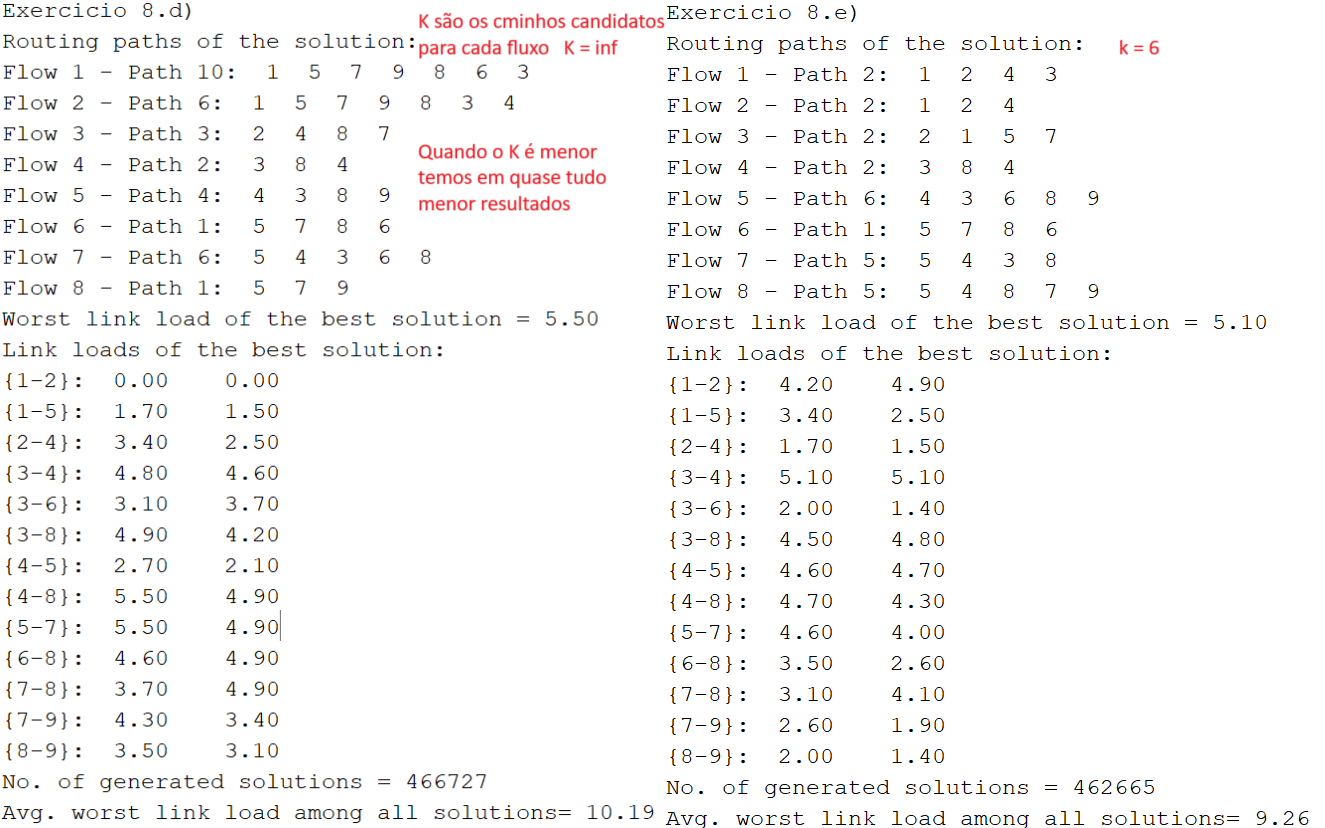 Exercicio 8.d)
Routing paths of the solution:
Flow 1 - Path 10: 1 5 7 9 8 6 3
Flow 2 - Path 6: 1 5 7 9 8 3 4
Flow 3 - Path 3: 2 4 8 7
Flow 4 - Path 2: 3 8 4
Flow 5 - Path 4: 4 3 8 9
Flow 6 - Path 1: 5 7 8 6
Flow 7 - Path 6: 5 4 3 6 8
Flow 8 - Path 1: 5 7 9
Worst link load of the best solution = 5.50
Link loads of the best solution:
{1-2}: 0.00 0.00
{1-5}: 1.70 1.50
{2-4}: 3.40 2.50
{3-4}: 4.80 4.60
{3-6}: 3.10 3.70
{3-8}: 4.90 4.20
{4-5}: 2.70 2.10
{4-8}: 5.50 4.90
{5-7}: 5.50 4.90
{6-8}: 4.60 4.90
{7-8}: 3.70 4.90
{7-9}: 4.30 3.40
{8-9}: 3.50 3.10
No. of generated solutions = 466727
Avg. worst link load among all solutions= 10.19
K são os cminhos candidatos
para cada fluxo K = inf
Quando o K é menor
temos em quase tudo
menor resultados
Exercicio 8.e)
Routing paths of the solution:
k = 6
Flow 1 - Path 2: 1 2 4 3
Flow 2 - Path 2: 1 2 4
Flow 3 - Path 2: 2 1 5 7
Flow 4 - Path 2: 3 8 4
Flow 5 - Path 6: 4 3 6 8 9
Flow 6 - Path 1: 5 7 8 6
Flow 7 - Path 5: 5 4 3 8
Flow 8 - Path 5: 5 4 8 7 9
Worst link load of the best solution = 5.10
Link loads of the best solution:
{1-2}: 4.20 4.90
{1-5}: 3.40 2.50
{2-4}: 1.70 1.50
{3-4}: 5.10 5.10
{3-6}: 2.00 1.40
{3-8}: 4.50 4.80
{4-5}: 4.60 4.70
{4-8}: 4.70 4.30
{5-7}: 4.60 4.00
{6-8}: 3.50 2.60
{7-8}: 3.10 4.10
{7-9}: 2.60 1.90
{8-9}: 2.00 1.40
No. of generated solutions = 462665
Avg. worst link load among all solutions= 9.26